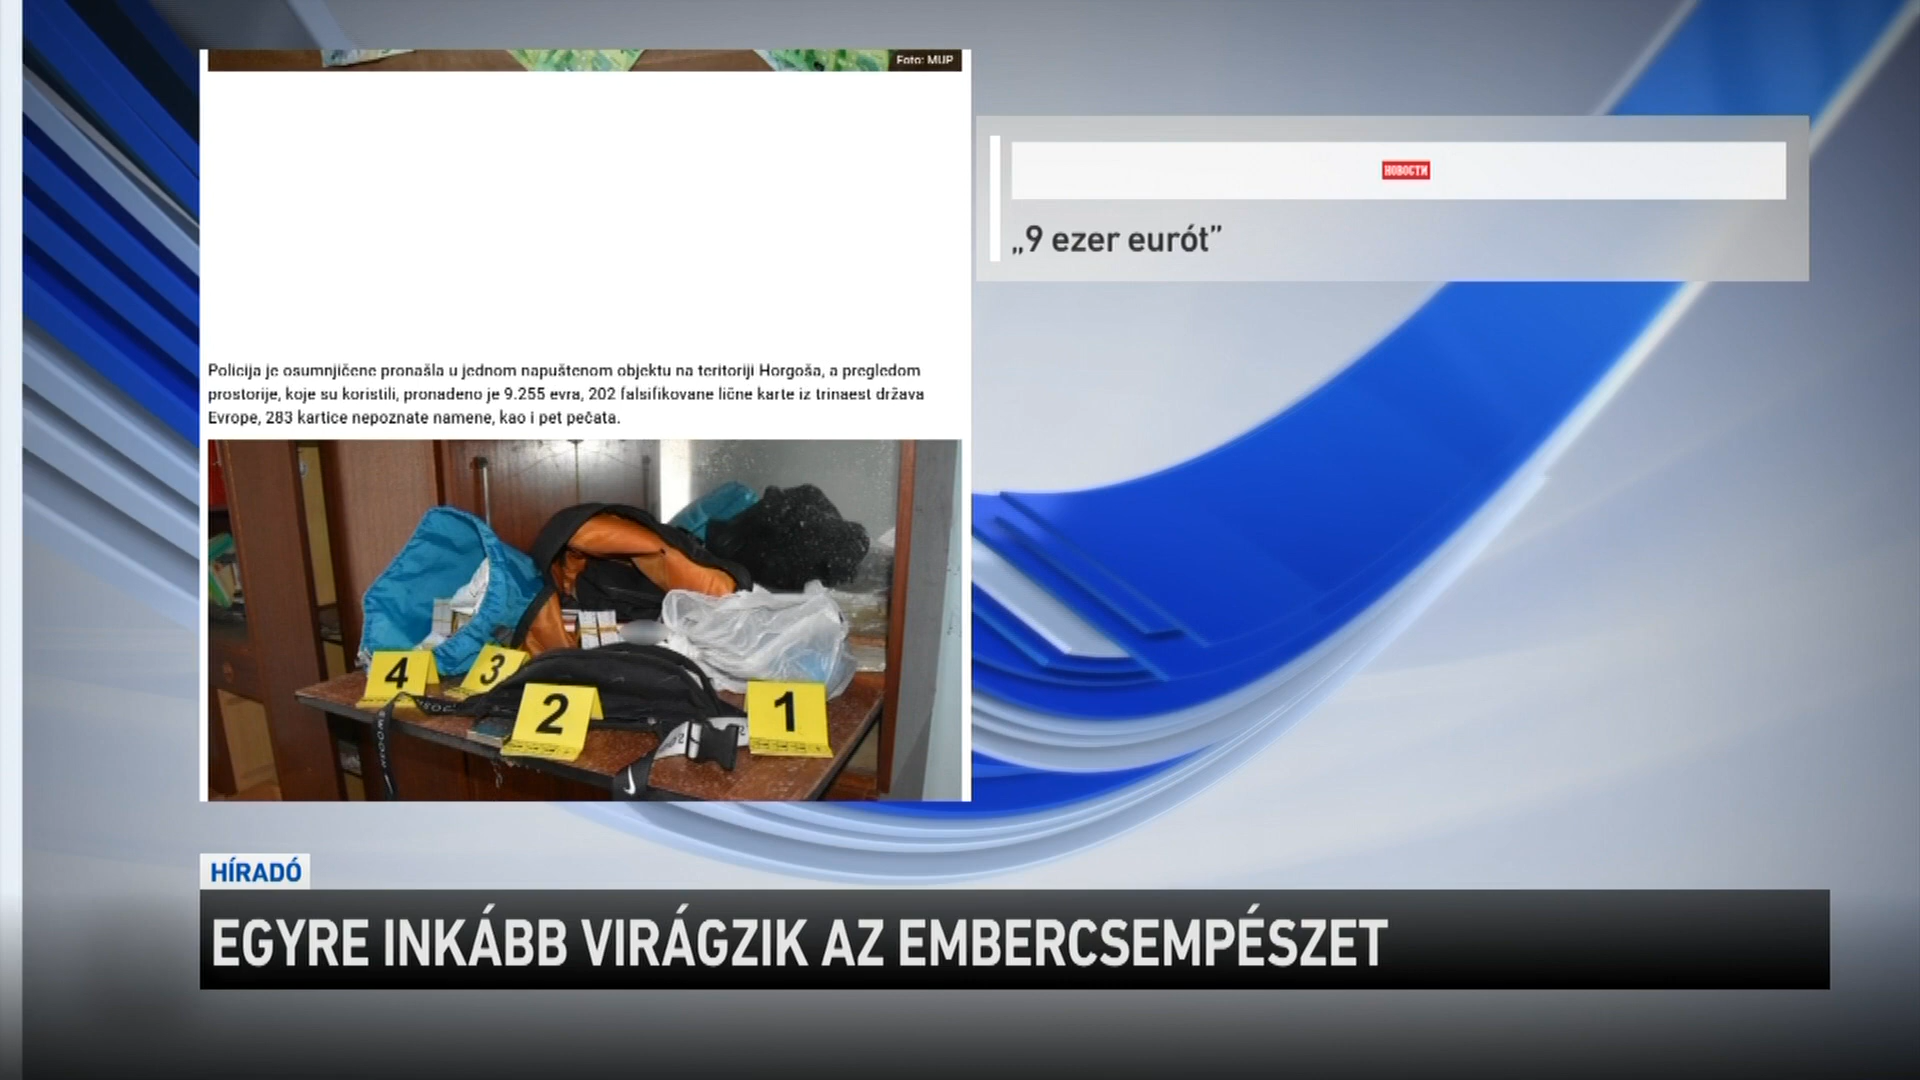 Foto: MUP
НОВОСТИ
„9 ezer eurót”
Policija je osumnjičene pronašla u jednom napuštenom objektu na teritoriji Horgoša, a pregledom
prostorije, koje su koristili, pronađeno je 9.255 evra, 202 falsifikovane lične karte iz trinaest država
Evrope, 283 kartice nepoznate namene, kao i pet pečata.
4
3
2
1
HÍRADÓ
EGYRE INKÁBB VIRÁGZIK AZ EMBERCSEMPÉSZET